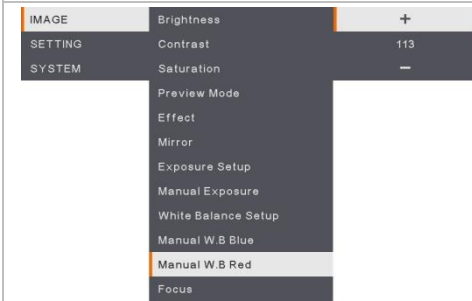 IMAGE
SETTING
SYSTEM
Brightness
Contrast
Saturation
Preview Mode
Effect
Mirror
Exposure Setup
Manual Exposure
White Balance Setup
Manual W.B Blue
Manual W.B Red
Focus
+
113
−